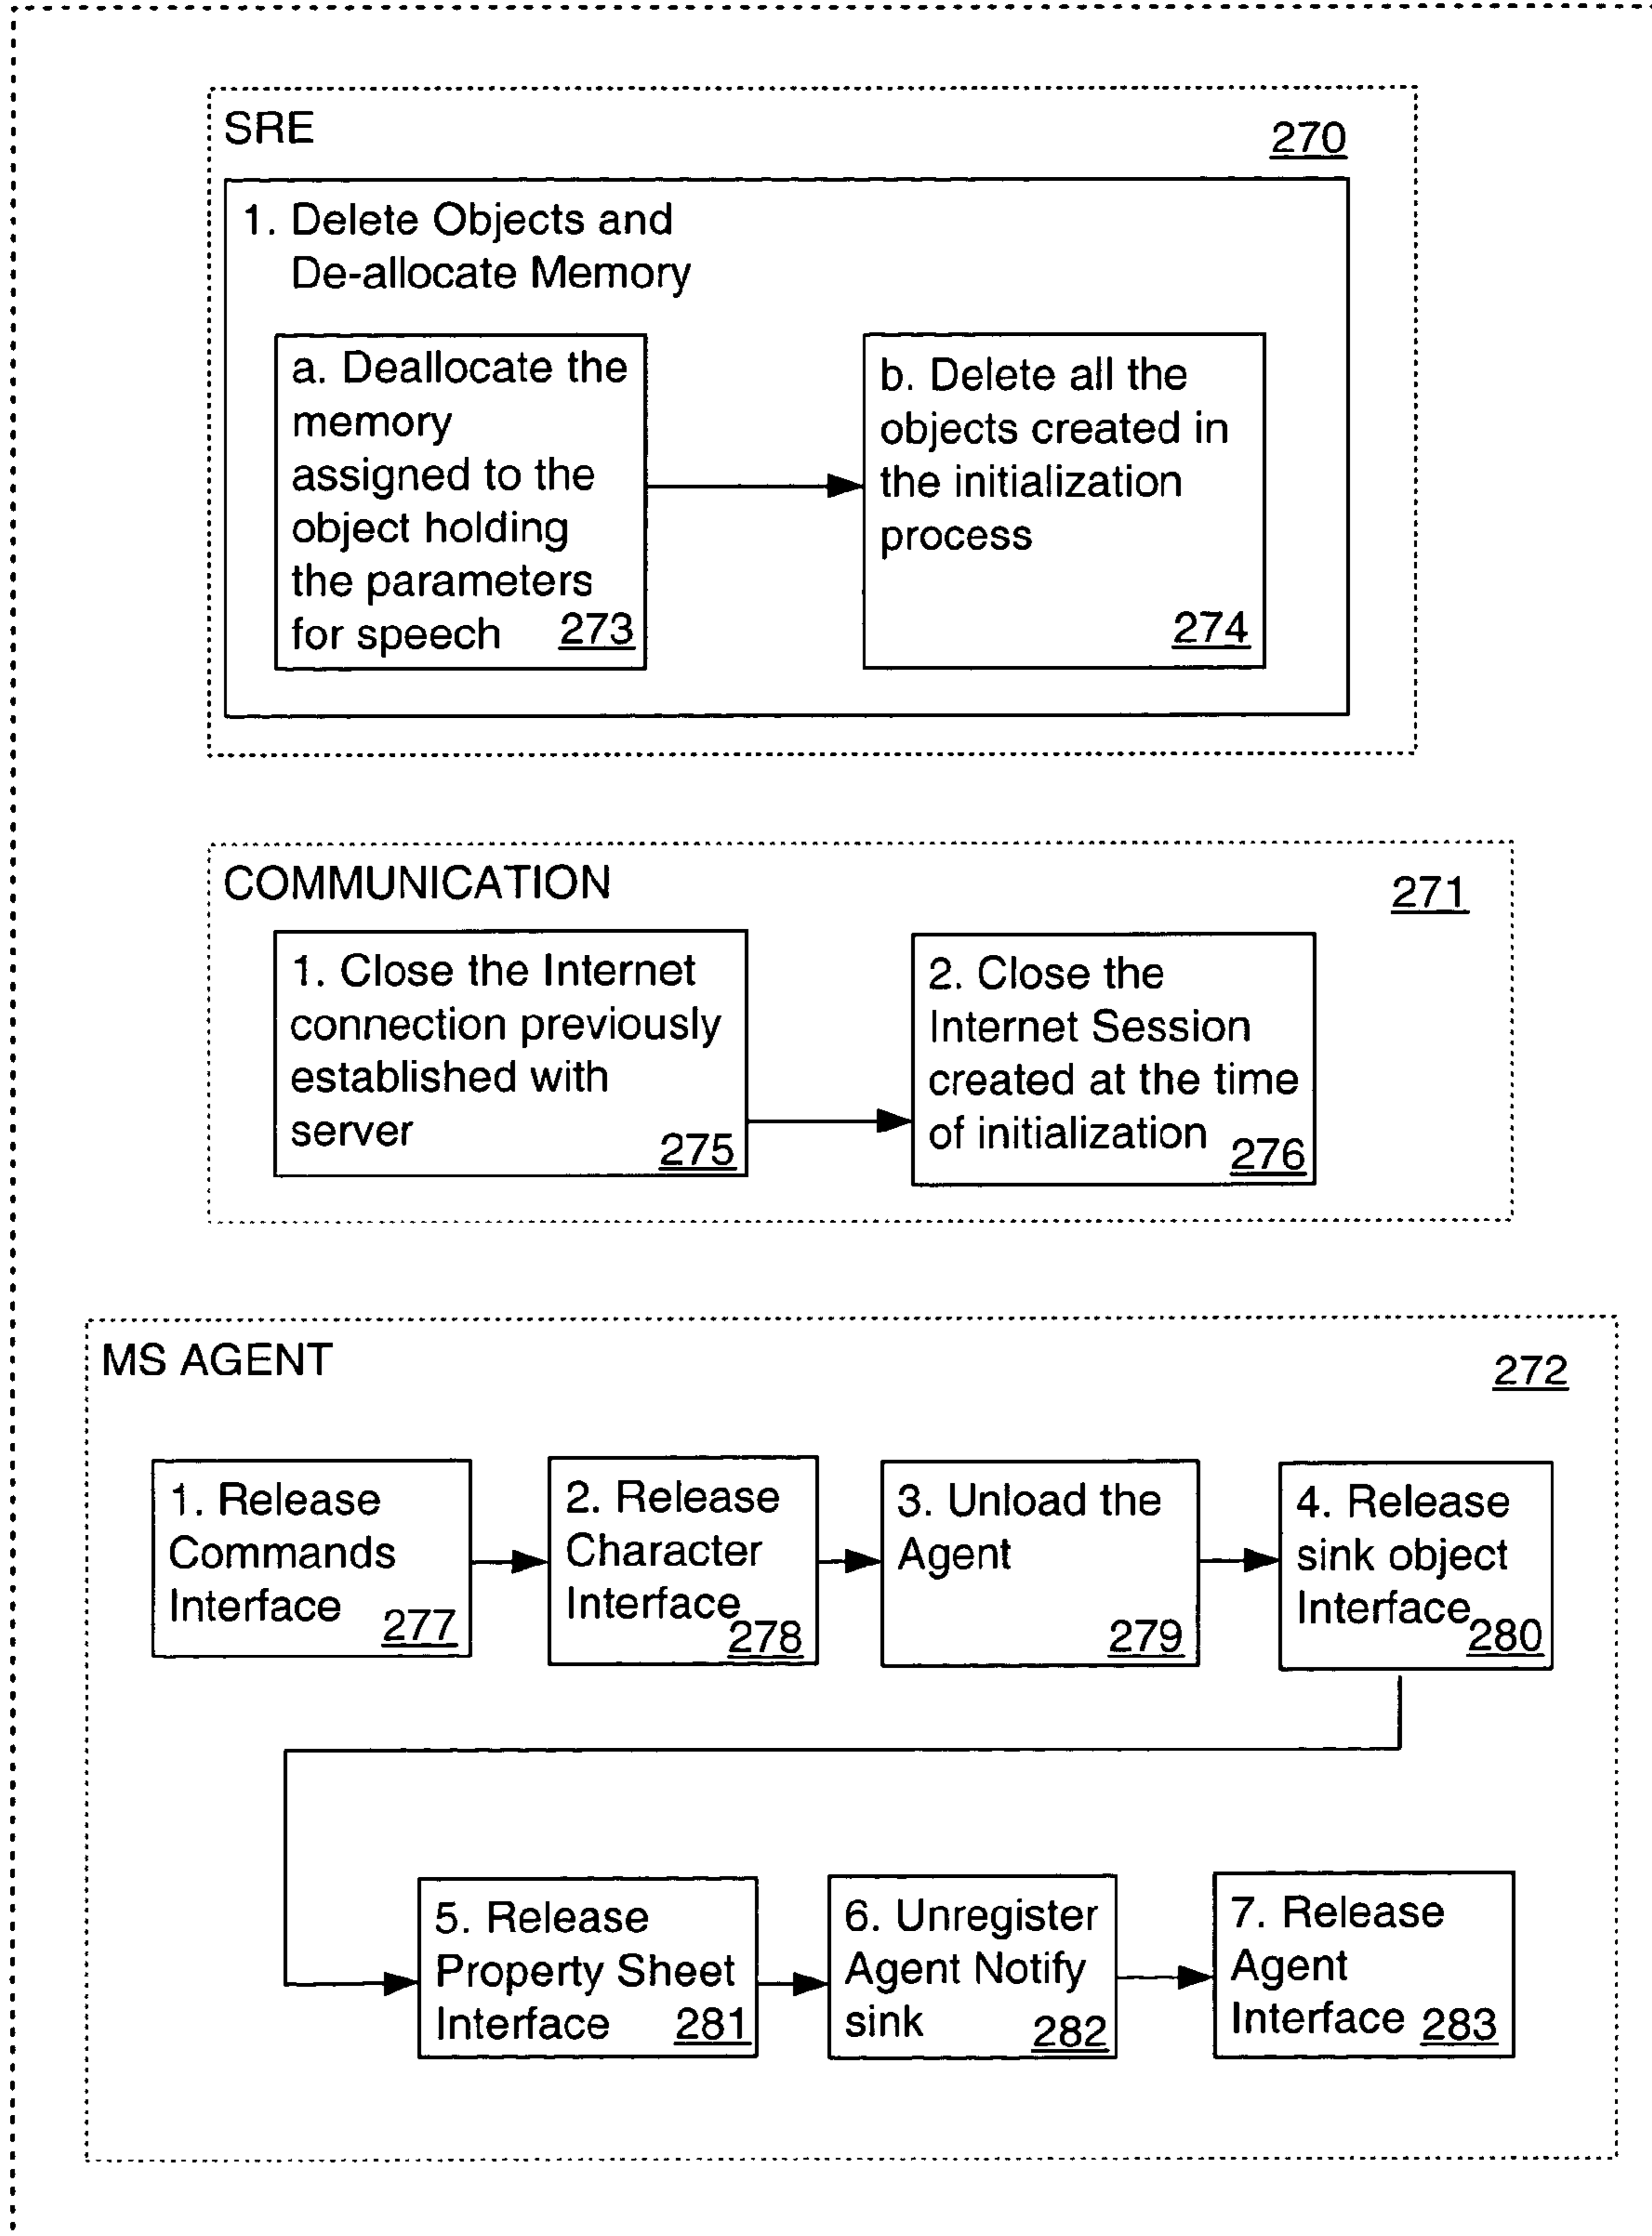 SRE
270
1. Delete Objects and
De-allocate Memory
a. Deallocate the
memory
assigned to the
object holding
the parameters
for speech 273
b. Delete all the
objects created in
the initialization
process
274
COMMUNICATION
271
1. Close the Internet
connection previously
established with
server
275
2. Close the
Internet Session
created at the time
of initialization
276
MS AGENT
272
1. Release
Commands
Interface
277
2. Release
Character
Interface
278
3. Unload the
Agent
279
4. Release
sink object
Interface
280
5. Release
Property Sheet
Interface 281
6. Unregister
Agent Notify
sink
282
7. Release
Agent
Interface 283